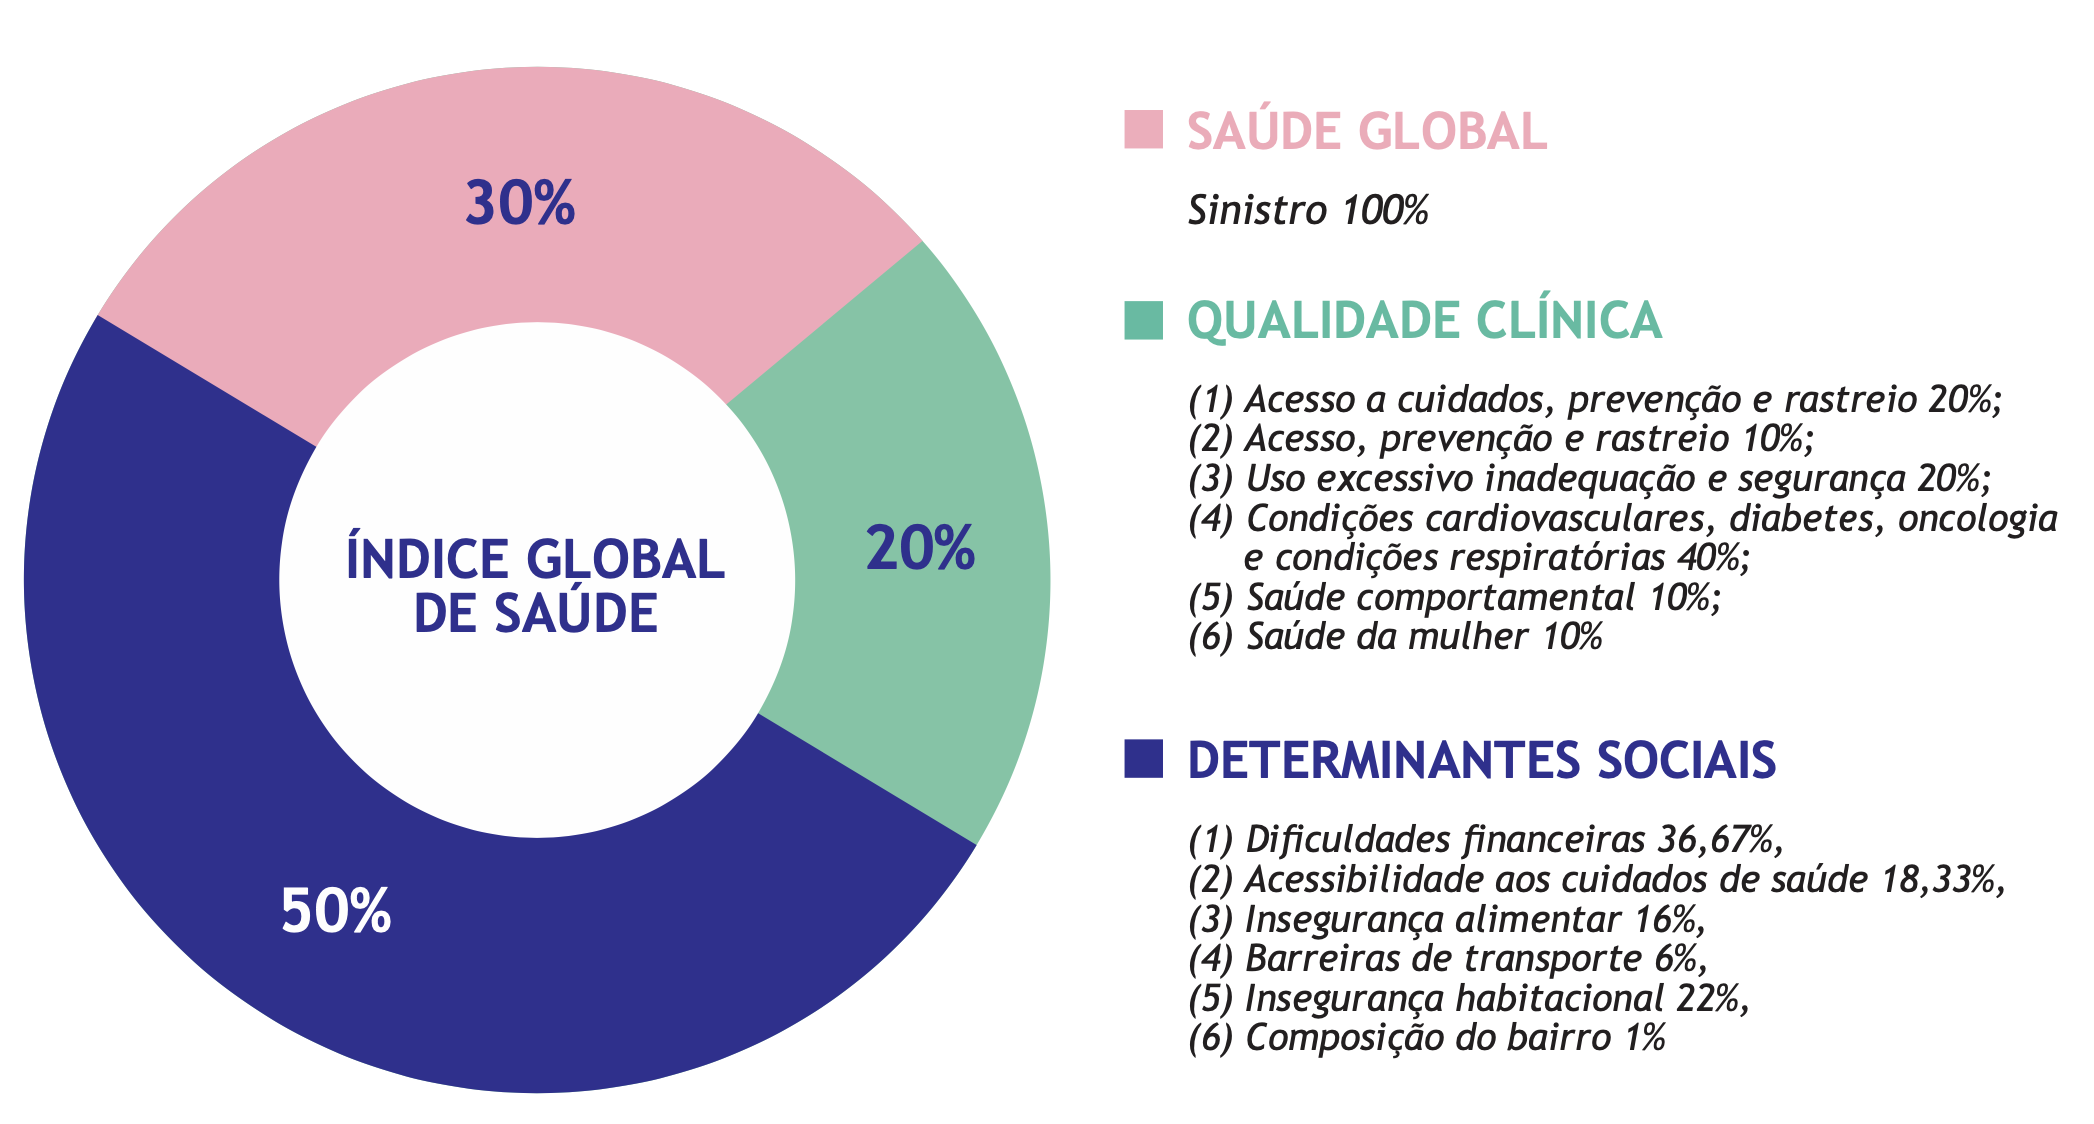 30%
20%
50%
ÍNDICE GLOBAL
DE SAÚDE
SAÚDE GLOBAL
Sinistro 100%
QUALIDADE CLÍNICA
(1) Acesso a cuidados, prevenção e rastreio 20%;
(2) Acesso, prevenção e rastreio 10%;
(3) Uso excessivo inadequação e segurança 20%;
(4) Condições cardiovasculares, diabetes, oncologia
e condições respiratórias 40%;
(5) Saúde comportamental 10%;
(6) Saúde da mulher 10%
DETERMINANTES SOCIAIS
(1) Dificuldades financeiras 36,67%,
(2) Acessibilidade aos cuidados de saúde 18,33%,
(3) Insegurança alimentar 16%,
(4) Barreiras de transporte 6%,
(5) Insegurança habitacional 22%,
(6) Composição do bairro 1%